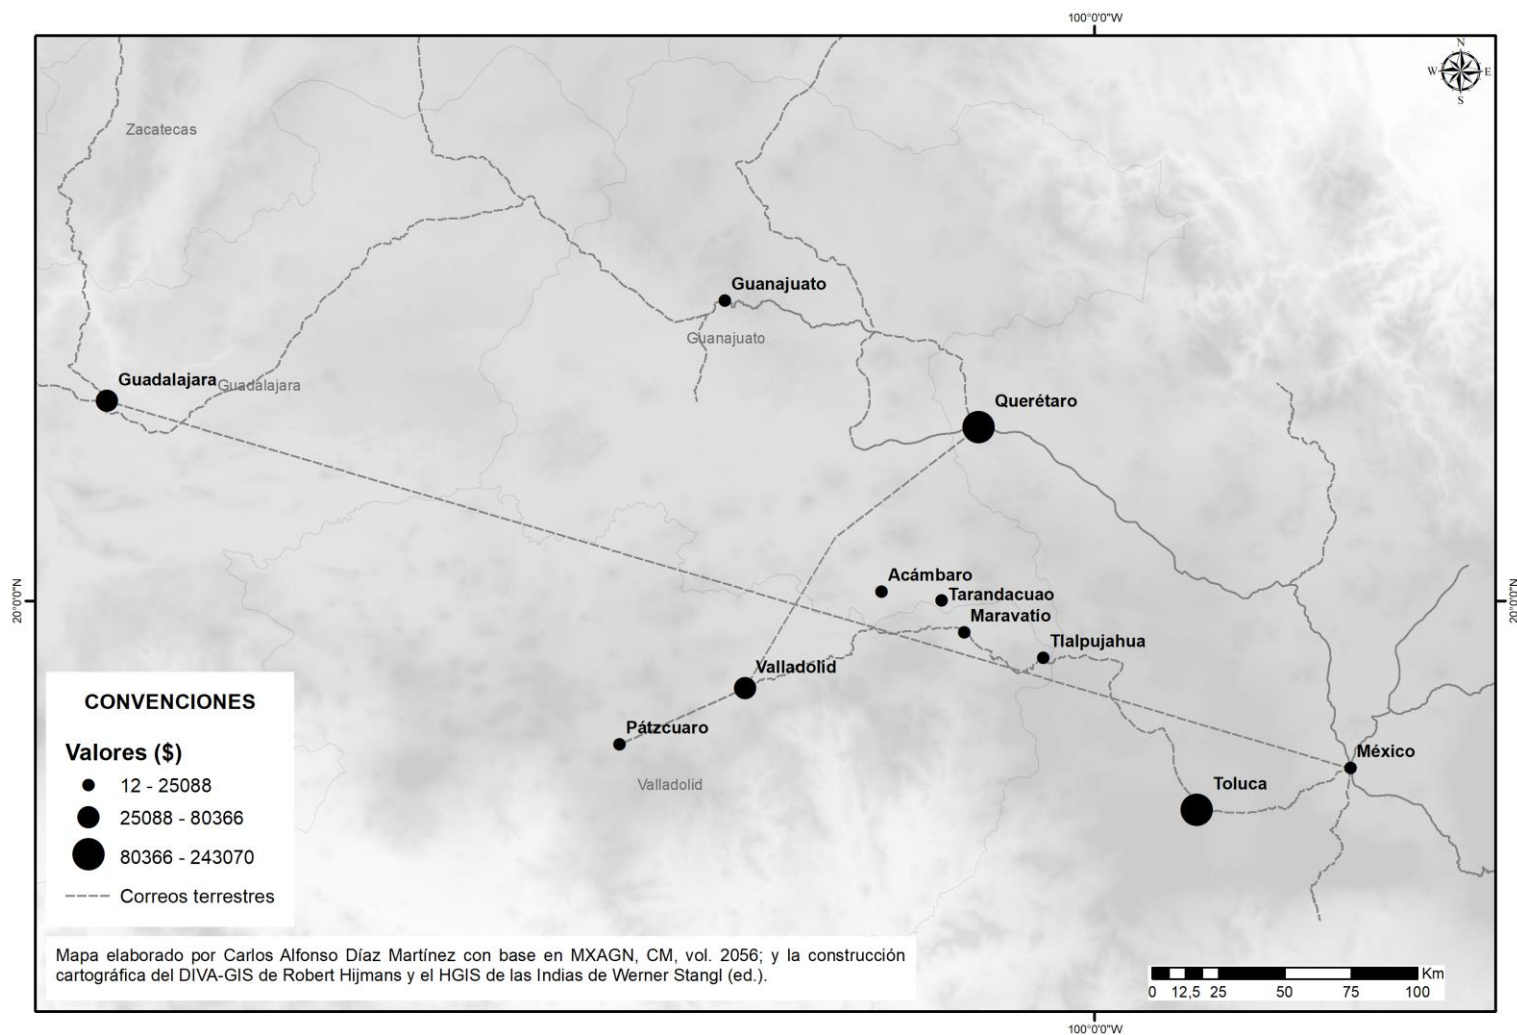 100°0'0"W
N
W
E
S
Zacatecas
Guanajuato
Guanajuato
Guadalajara
Guadalajara
Querétaro
Acámbaro
20°0'0"N
20°0'0"N
Tarandacuao
Maravatío
Tlalpujahua
Valladolid
Pátzcuaro
México
Toluca
Valladolid
CONVENCIONES
Valores ($)
12 - 25088
25088 - 80366
80366 - 243070
Correos terrestres
Mapa elaborado por Carlos Alfonso Díaz Martínez con base en MXAGN, CM, vol. 2056; y la construcción
cartográfica del DIVA-GIS de Robert Hijmans y el HGIS de las Indias de Werner Stangl (ed.).
Km
0 12,5 25 50 75 100
100°0'0"W